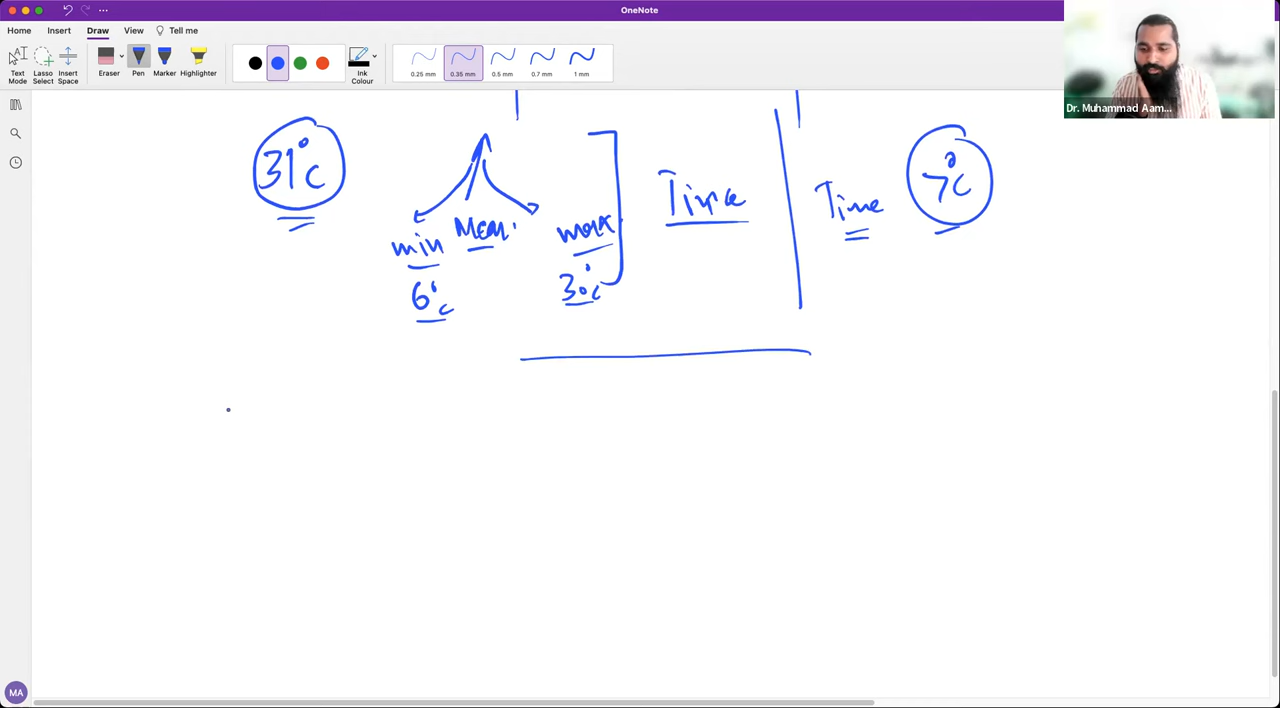 OneNote
Home Insert Draw View Tell me
Text Mode
Lasso Select
Insert Space
Eraser
Pen
Marker
Highlighter
Ink Colour
0.25 mm
0.35 mm
0.5 mm
0.7 mm
1 mm
Dr. Muhammad Aam...
31°C
min Mean max
6°C 30°C
Time
Time 7°C
MA